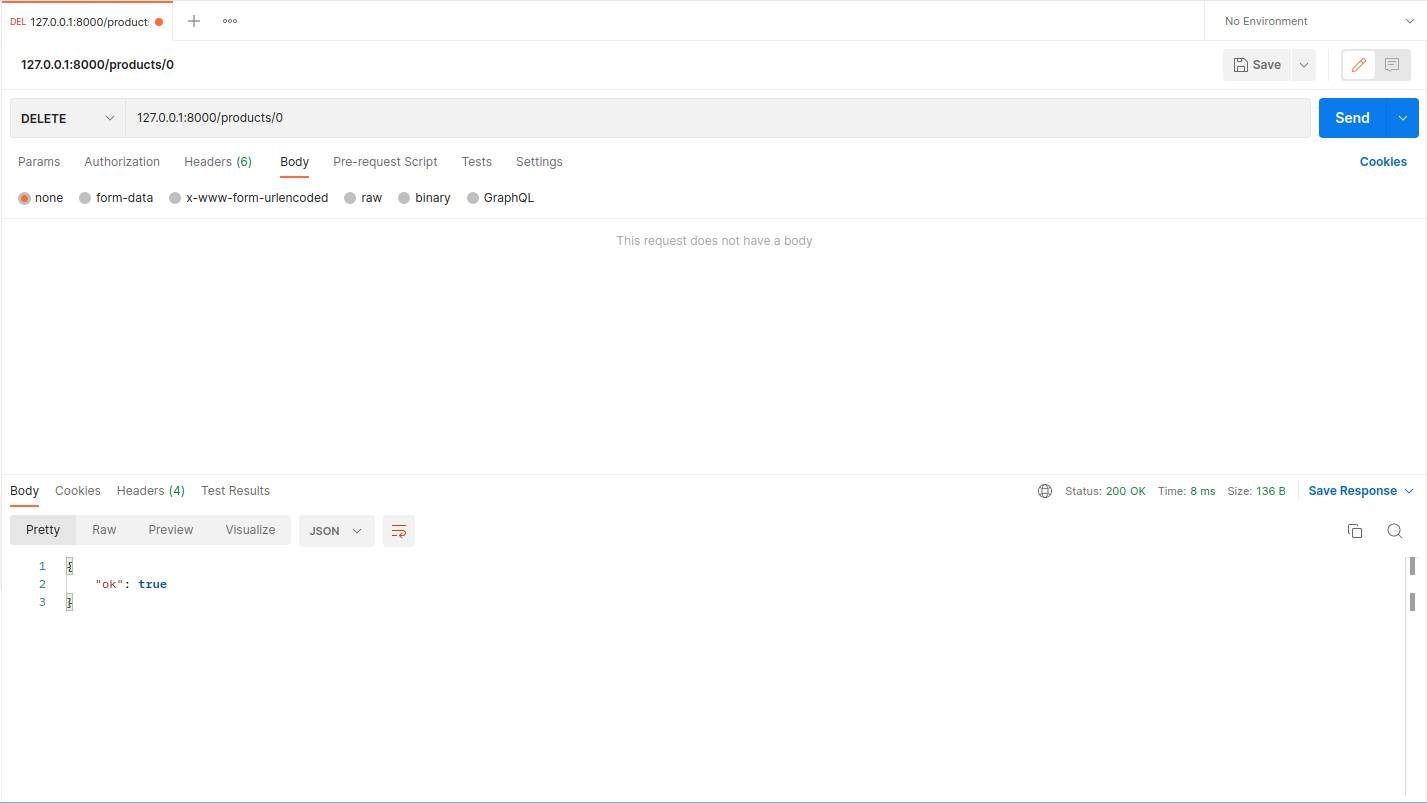 DEL 127.0.0.1:8000/product No Environment
127.0.0.1:8000/products/0 Save
DELETE 127.0.0.1:8000/products/0 Send
Params Authorization Headers (6) Body Pre-request Script Tests Settings Cookies
none form-data x-www-form-urlencoded raw binary GraphQL
This request does not have a body
Body Cookies Headers (4) Test Results Status: 200 OK Time: 8 ms Size: 136 B Save Response
Pretty Raw Preview Visualize JSON
1 {
2 "ok": true
3 }